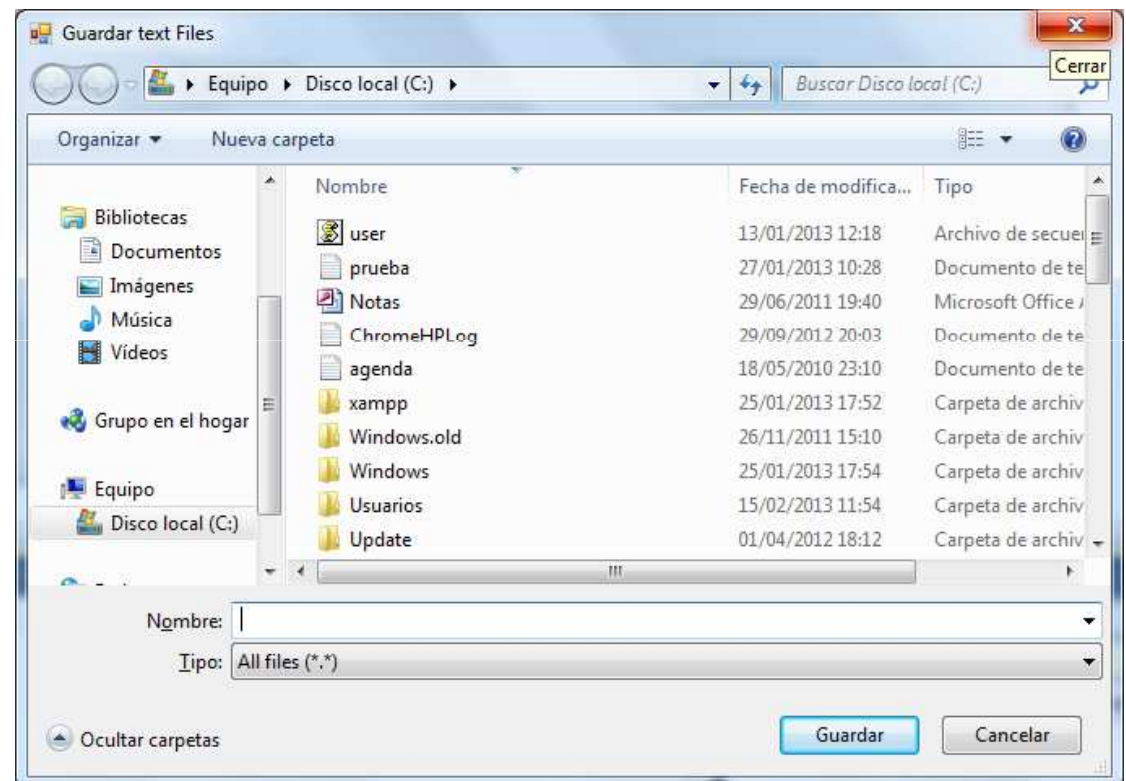 Guardar text Files
Cerrar
Equipo Disco local (C:)
Buscar Disco local (C:)
Organizar Nueva carpeta
Nombre Fecha de modifica... Tipo
Bibliotecas
Documentos
Imágenes
Música
Vídeos
Grupo en el hogar
Equipo
Disco local (C:)
user 13/01/2013 12:18 Archivo de secue
prueba 27/01/2013 10:28 Documento de te
Notas 29/06/2011 19:40 Microsoft Office
ChromeHPLog 29/09/2012 20:03 Documento de te
agenda 18/05/2010 23:10 Documento de te
xampp 25/01/2013 17:52 Carpeta de archiv
Windows.old 26/11/2011 15:10 Carpeta de archiv
Windows 25/01/2013 17:54 Carpeta de archiv
Usuarios 15/02/2013 11:54 Carpeta de archiv
Update 01/04/2012 18:12 Carpeta de archiv
Nombre:
Tipo: All files (*.*)
Ocultar carpetas
Guardar Cancelar